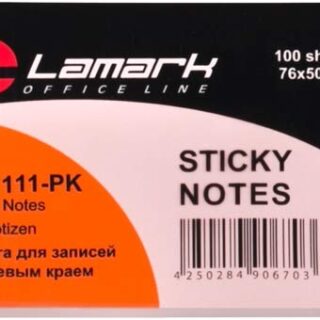 Lamark
100 sh
OFFICE LINE
76x50
111-PK
Notes
otizen
та для записей
евым краем
STICKY
NOTES
4 250284 906703